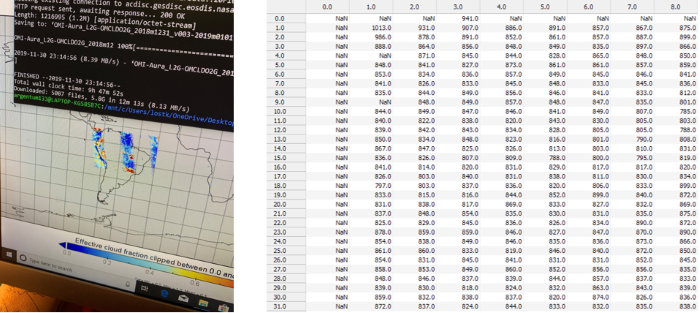 existing connection to acdisc.gesdisc.eosdis.nasa
HTTP request sent, awaiting response... 200 OK
Length: 1216995 (1.2M) [application/octet-stream]
Saving to: ‘OMI-Aura_L2G-OMCLDO2G_2018m1231_v003-2019m0101
OMI-Aura_L2G-OMCLDO2G_2018m12 100%[
2019-11-30 23:14:56 (8.39 MB/s) - ‘OMI-Aura_L2G-OMCLDO2G_201
FINISHED --2019-11-30 23:14:56--
Total wall clock time: 9h 47m 52s
Downloaded: 5007 files, 5.8G in 12m 13s (8.13 MB/s)
Effective cloud fraction clipped between 0.0 and
0.0 0.2 0.4 0.6
Type here to search
0.0 1.0 2.0 3.0 4.0 5.0 6.0 7.0 8.0
0.0 NaN NaN NaN 941.0 NaN NaN NaN NaN NaN
1.0 NaN 1013.0 931.0 907.0 886.0 891.0 857.0 867.0 875.0
2.0 NaN 986.0 878.0 891.0 852.0 861.0 857.0 887.0 899.0
3.0 NaN 888.0 864.0 856.0 848.0 849.0 835.0 897.0 866.0
4.0 NaN NaN 871.0 845.0 844.0 828.0 865.0 848.0 850.0
5.0 NaN 848.0 841.0 827.0 873.0 861.0 861.0 857.0 859.0
6.0 NaN 853.0 834.0 836.0 857.0 849.0 845.0 846.0 841.0
7.0 NaN 841.0 826.0 833.0 845.0 848.0 833.0 845.0 836.0
8.0 NaN 835.0 844.0 849.0 856.0 846.0 841.0 833.0 812.0
9.0 NaN NaN 848.0 849.0 857.0 848.0 847.0 835.0 801.0
10.0 NaN 844.0 849.0 847.0 846.0 841.0 849.0 807.0 785.0
11.0 NaN 840.0 822.0 838.0 820.0 843.0 830.0 805.0 803.0
12.0 NaN 839.0 842.0 843.0 834.0 828.0 805.0 805.0 788.0
13.0 NaN 850.0 834.0 848.0 823.0 816.0 801.0 790.0 808.0
14.0 NaN 867.0 847.0 825.0 826.0 813.0 803.0 810.0 831.0
15.0 NaN 836.0 826.0 807.0 809.0 788.0 800.0 795.0 819.0
16.0 NaN 841.0 814.0 820.0 831.0 829.0 817.0 817.0 820.0
17.0 NaN 826.0 803.0 840.0 831.0 838.0 811.0 830.0 834.0
18.0 NaN 797.0 803.0 837.0 836.0 820.0 806.0 833.0 899.0
19.0 NaN 833.0 815.0 816.0 844.0 852.0 899.0 840.0 872.0
20.0 NaN 831.0 838.0 817.0 869.0 833.0 827.0 832.0 869.0
21.0 NaN 837.0 848.0 854.0 835.0 830.0 831.0 835.0 875.0
22.0 NaN 825.0 829.0 845.0 836.0 826.0 834.0 890.0 872.0
23.0 NaN 878.0 859.0 859.0 846.0 827.0 847.0 870.0 890.0
24.0 NaN 854.0 838.0 849.0 846.0 835.0 836.0 873.0 866.0
25.0 NaN 861.0 860.0 833.0 819.0 846.0 840.0 872.0 850.0
26.0 NaN 854.0 831.0 845.0 841.0 831.0 831.0 852.0 845.0
27.0 NaN 858.0 853.0 849.0 860.0 852.0 856.0 856.0 835.0
28.0 NaN 848.0 846.0 837.0 839.0 844.0 857.0 837.0 833.0
29.0 NaN 839.0 830.0 818.0 824.0 832.0 863.0 843.0 839.0
30.0 NaN 859.0 832.0 838.0 837.0 820.0 874.0 826.0 836.0
31.0 NaN 872.0 837.0 824.0 844.0 833.0 832.0 835.0 838.0